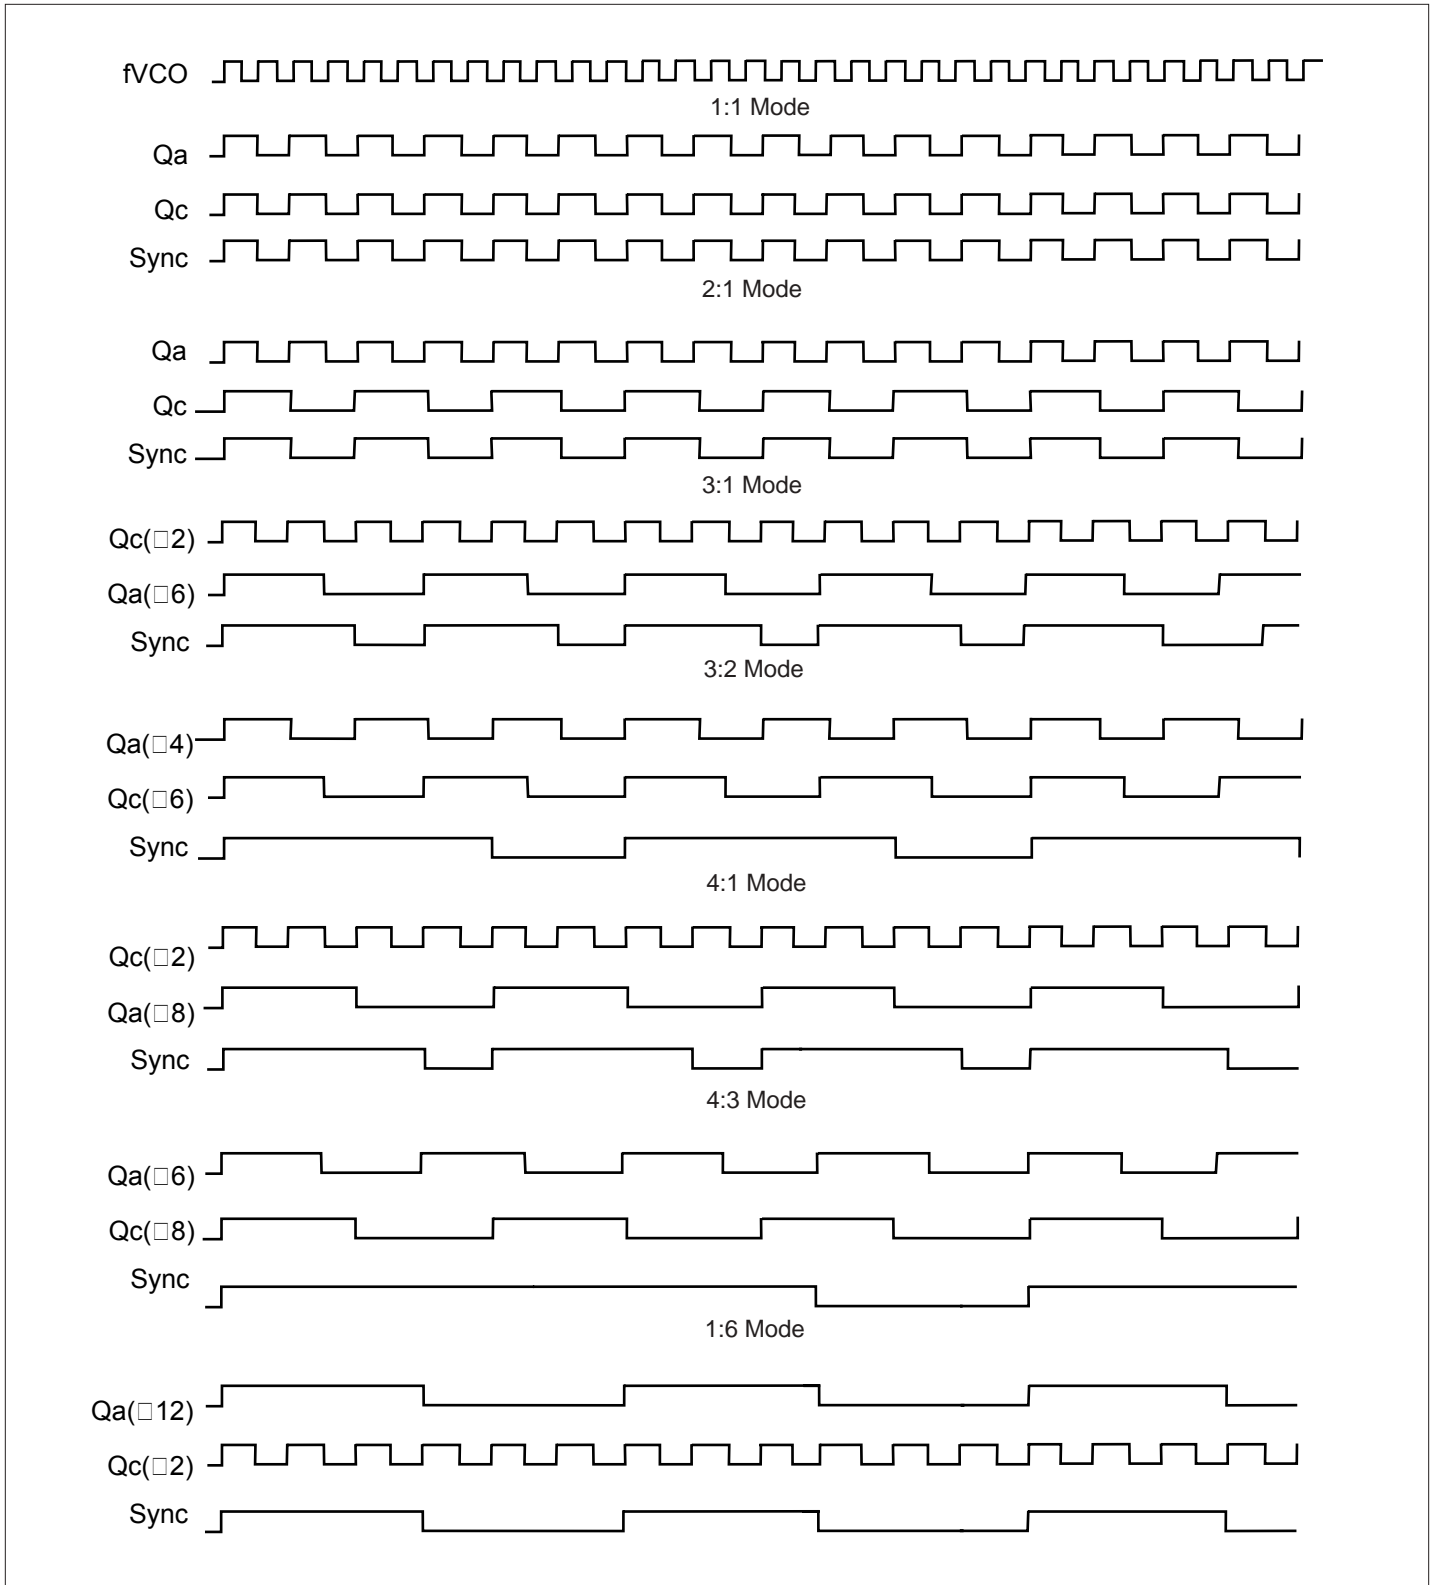 fVCO
1:1 Mode
Qa
Qc
Sync
2:1 Mode
Qa
Qc
Sync
3:1 Mode
Qc(□2)
Qa(□6)
Sync
3:2 Mode
Qa(□4)
Qc(□6)
Sync
4:1 Mode
Qc(□2)
Qa(□8)
Sync
4:3 Mode
Qa(□6)
Qc(□8)
Sync
1:6 Mode
Qa(□12)
Qc(□2)
Sync